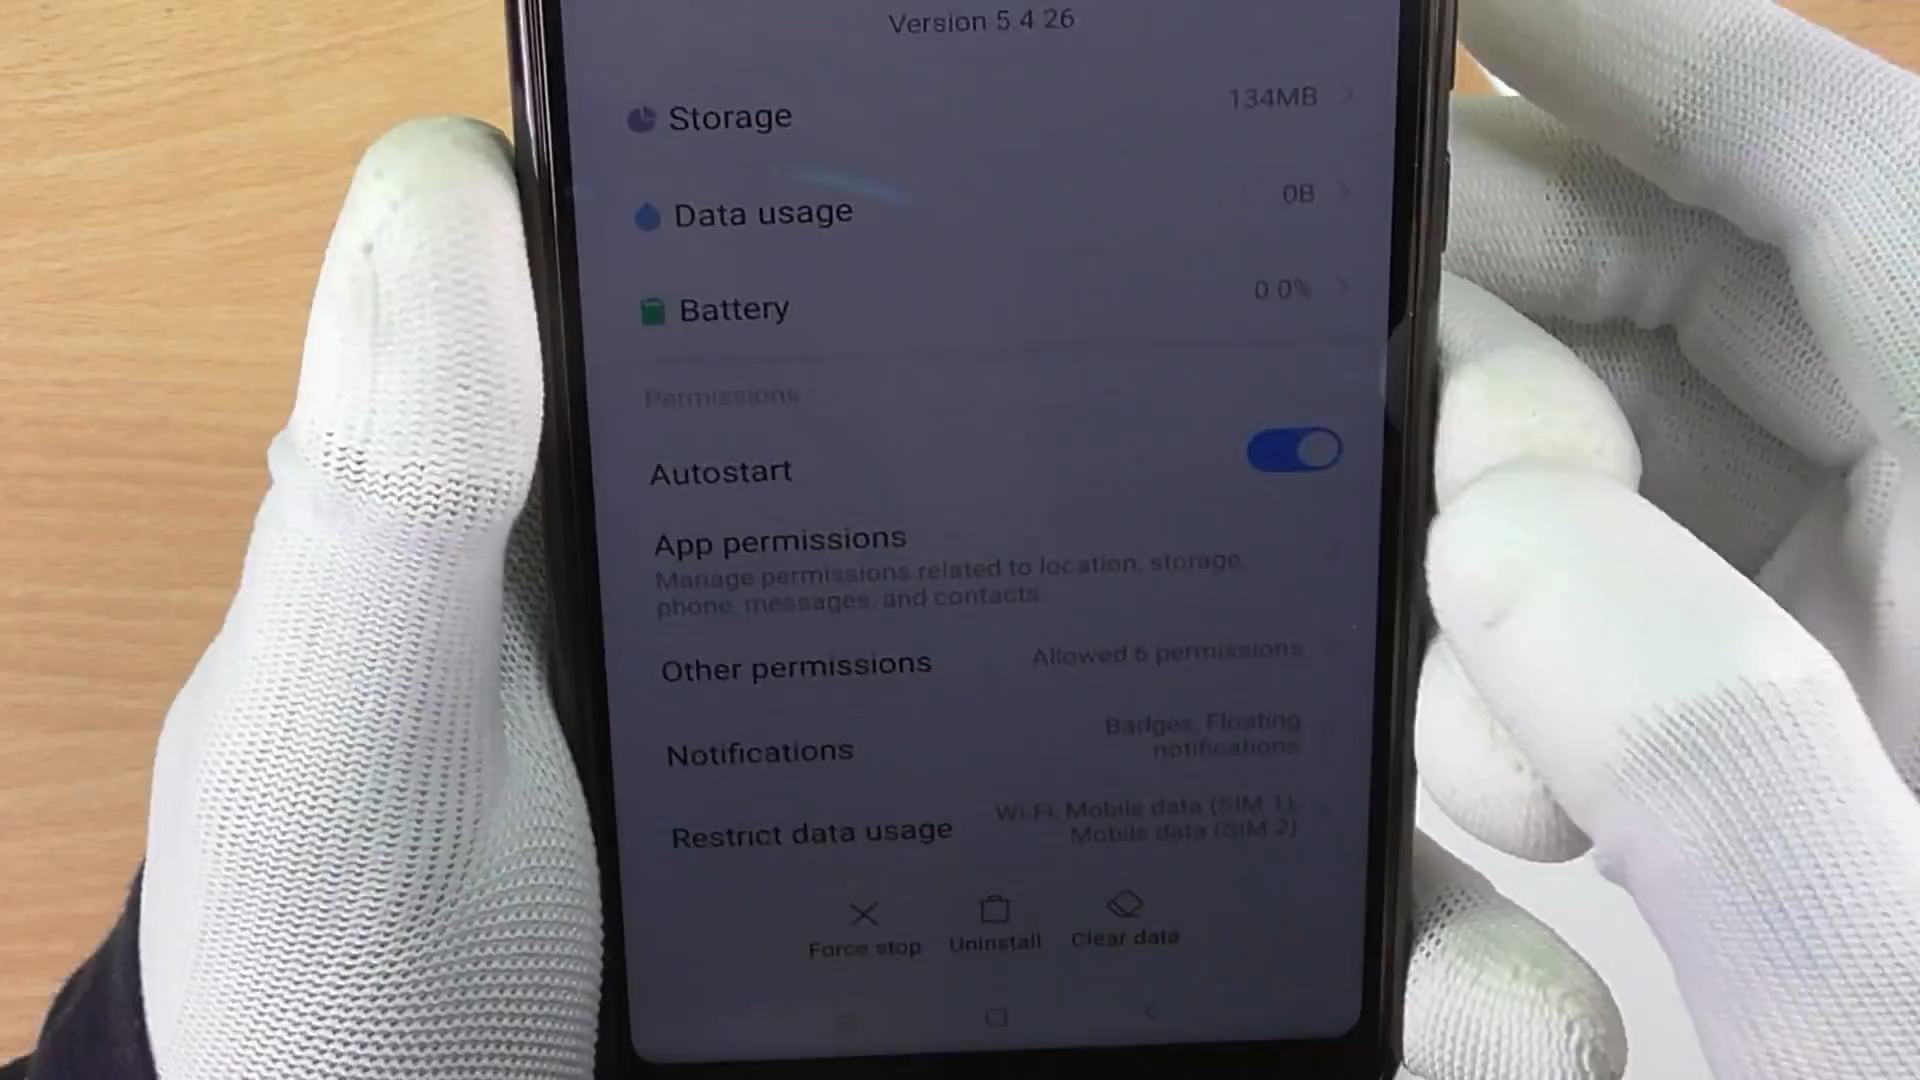 Version 5 4 26
Storage
134MB
Data usage
0B
Battery
0 0%
Permissions
Autostart
App permissions
Manage permissions related to location, storage,
phone, messages, and contacts
Other permissions
Allowed 6 permissions
Notifications
Badges, Floating
notifications
Restrict data usage
Wi-Fi, Mobile data (SIM 1)
Mobile data (SIM 2)
Force stop
Uninstall
Clear data